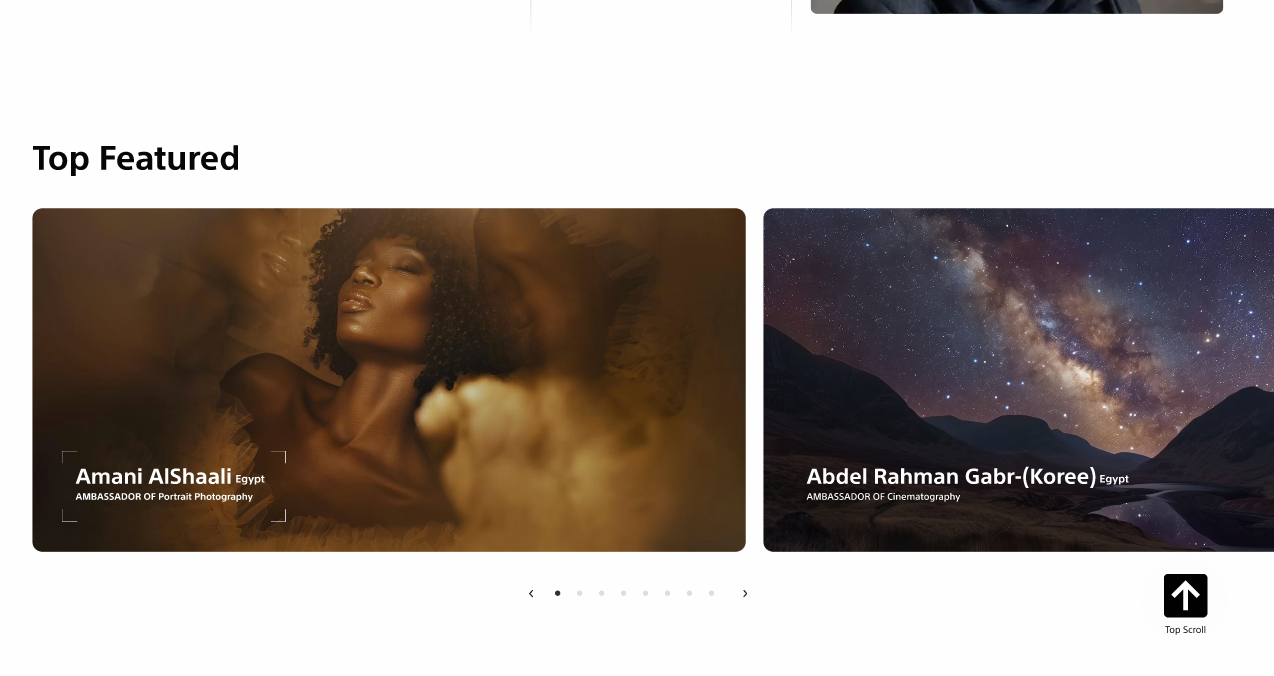 Top Featured
Amani AlShaali Egypt
AMBASSADOR OF Portrait Photography
Abdel Rahman Gabr-(Koree) Egypt
AMBASSADOR OF Cinematography
Top Scroll